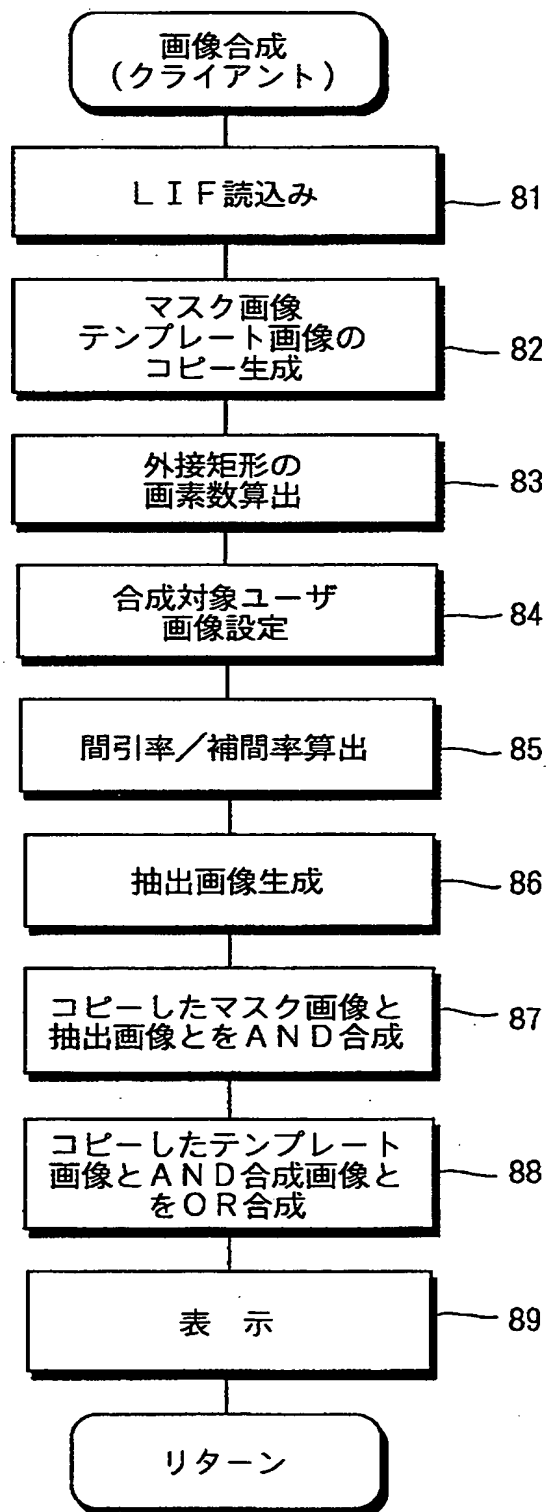 画像合成
(クライアント)
LIF読込み
81
マスク画像
テンプレート画像の
コピー生成
82
外接矩形の
画素数算出
83
合成対象ユーザ
画像設定
84
間引率/補間率算出
85
抽出画像生成
86
コピーしたマスク画像と
抽出画像とをAND合成
87
コピーしたテンプレート
画像とAND合成画像と
をOR合成
88
表 示
89
リターン